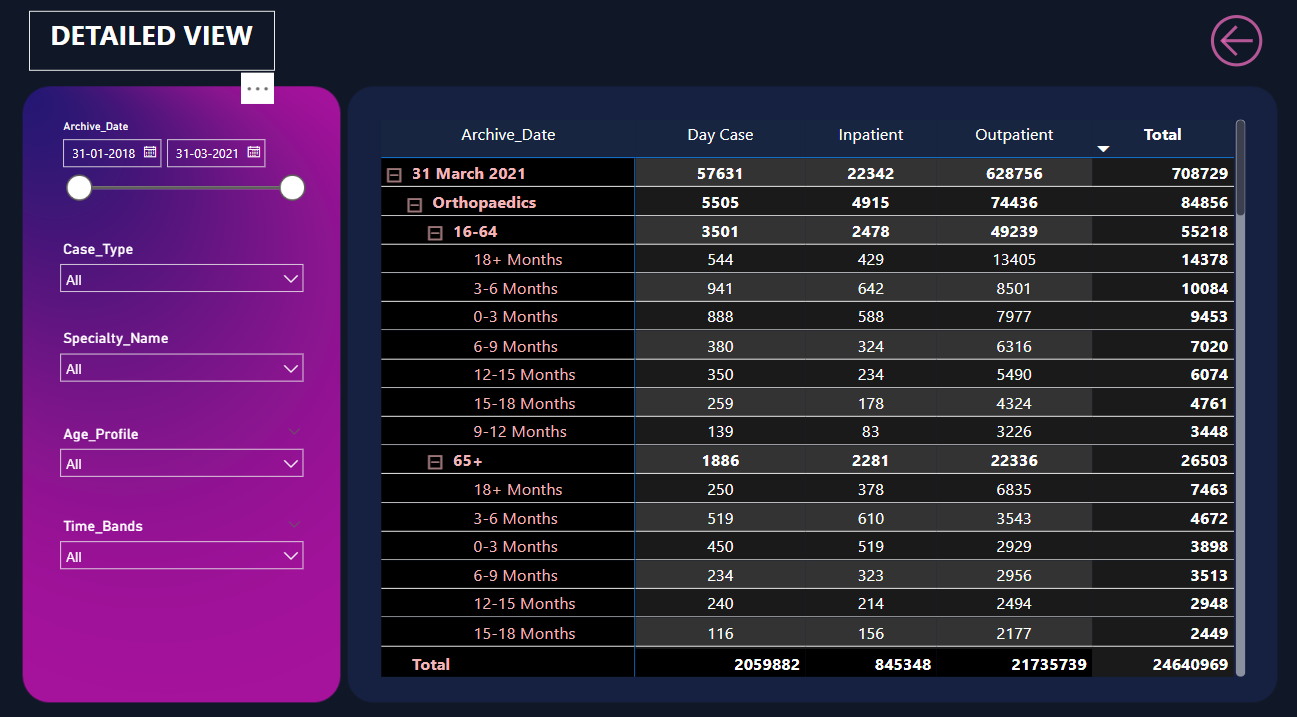 DETAILED VIEW
Archive_Date
31-01-2018 31-03-2021
Case_Type
All
Specialty_Name
All
Age_Profile
All
Time_Bands
All
Archive_Date Day Case Inpatient Outpatient Total
31 March 2021 57631 22342 628756 708729
Orthopaedics 5505 4915 74436 84856
16-64 3501 2478 49239 55218
18+ Months 544 429 13405 14378
3-6 Months 941 642 8501 10084
0-3 Months 888 588 7977 9453
6-9 Months 380 324 6316 7020
12-15 Months 350 234 5490 6074
15-18 Months 259 178 4324 4761
9-12 Months 139 83 3226 3448
65+ 1886 2281 22336 26503
18+ Months 250 378 6835 7463
3-6 Months 519 610 3543 4672
0-3 Months 450 519 2929 3898
6-9 Months 234 323 2956 3513
12-15 Months 240 214 2494 2948
15-18 Months 116 156 2177 2449
Total 2059882 845348 21735739 24640969